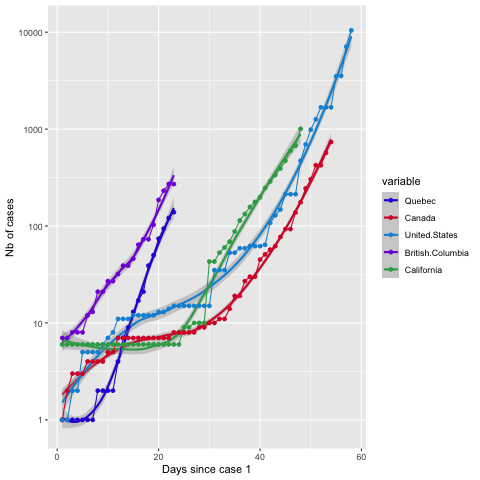 10000
1000
100
10
1
Nb of cases
0
20
40
60
Days since case 1
variable
Quebec
Canada
United.States
British.Columbia
California